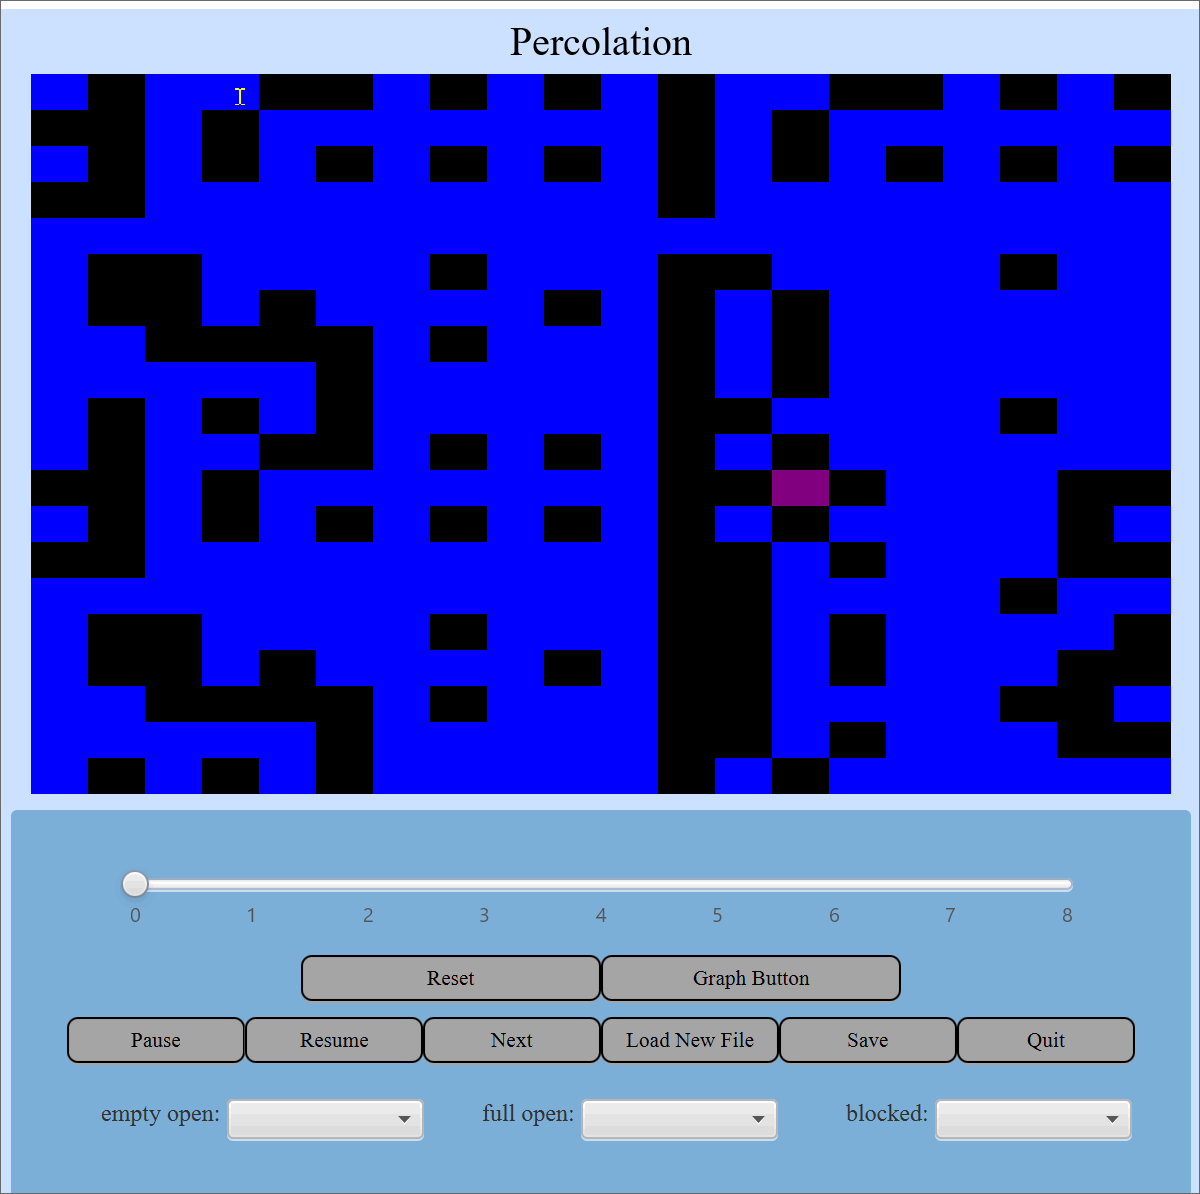 Percolation
0 1 2 3 4 5 6 7 8
Reset Graph Button
Pause Resume Next Load New File Save Quit
empty open: full open: blocked: